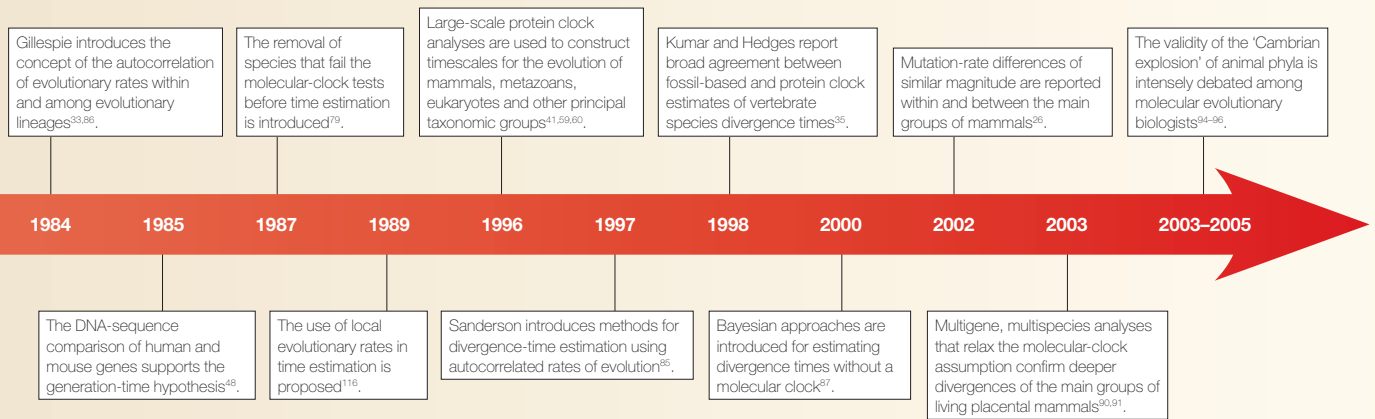 Gillespie introduces the
concept of the autocorrelation
of evolutionary rates within
and among evolutionary
lineages33,86.
The removal of
species that fail the
molecular-clock tests
before time estimation
is introduced79.
Large-scale protein clock
analyses are used to construct
timescales for the evolution of
mammals, metazoans,
eukaryotes and other principal
taxonomic groups41,59,60.
Kumar and Hedges report
broad agreement between
fossil-based and protein clock
estimates of vertebrate
species divergence times35.
Mutation-rate differences of
similar magnitude are reported
within and between the main
groups of mammals26.
The validity of the ‘Cambrian
explosion’ of animal phyla is
intensely debated among
molecular evolutionary
biologists94–96.
1984 1985 1987 1989 1996 1997 1998 2000 2002 2003 2003–2005
The DNA-sequence
comparison of human and
mouse genes supports the
generation-time hypothesis48.
The use of local
evolutionary rates in
time estimation is
proposed116.
Sanderson introduces methods for
divergence-time estimation using
autocorrelated rates of evolution85.
Bayesian approaches are
introduced for estimating
divergence times without a
molecular clock87.
Multigene, multispecies analyses
that relax the molecular-clock
assumption confirm deeper
divergences of the main groups of
living placental mammals90,91.